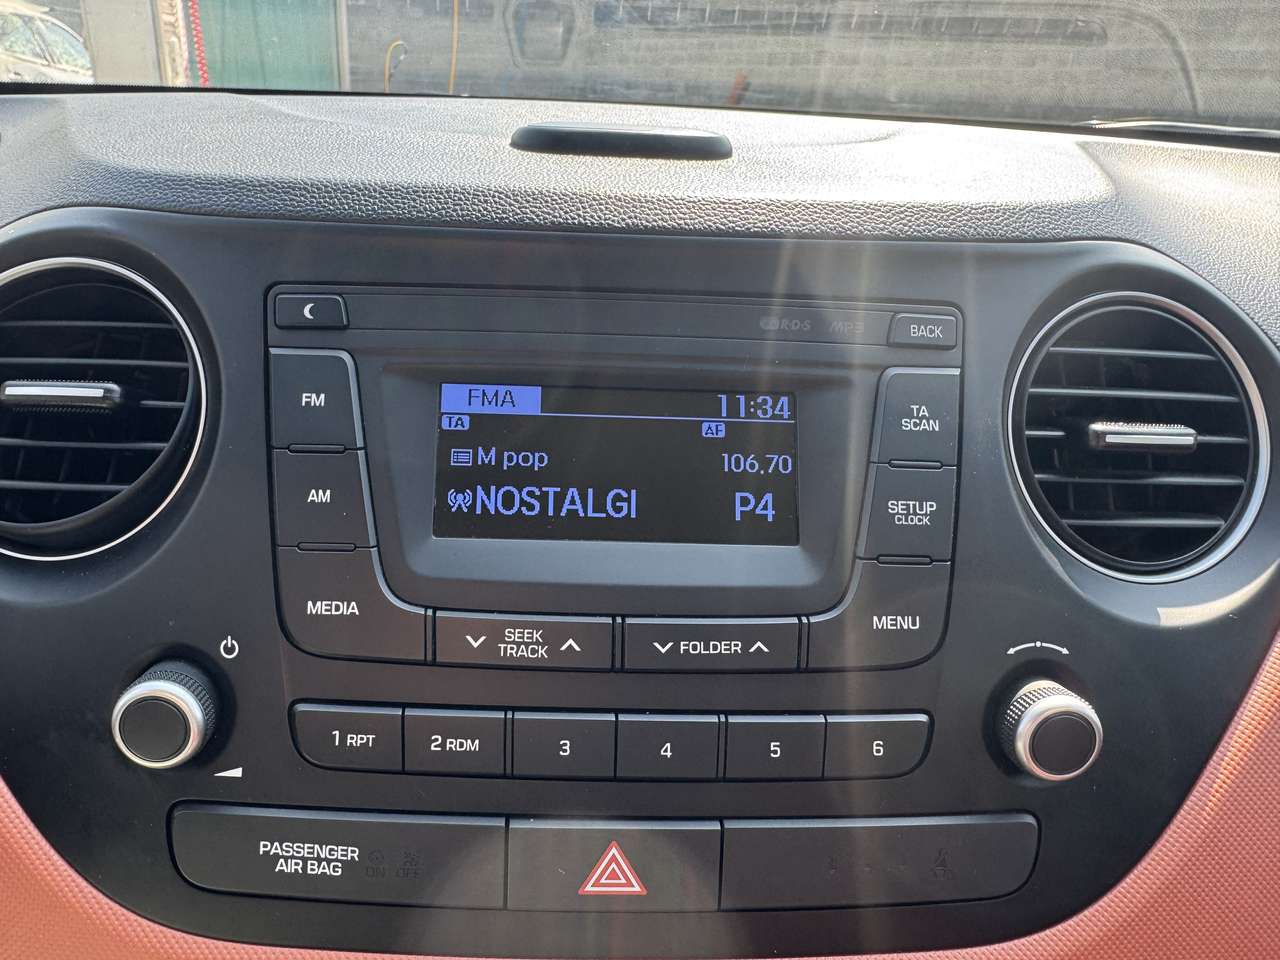 R·D·S MP3 BACK
FM
FMA 11:34
TA AF
M pop 106.70
NOSTALGI P4
TA
SCAN
AM
SETUP
CLOCK
MEDIA
SEEK
TRACK
FOLDER
MENU
1 RPT
2 RDM
3
4
5
6
PASSENGER
AIR BAG
ON OFF